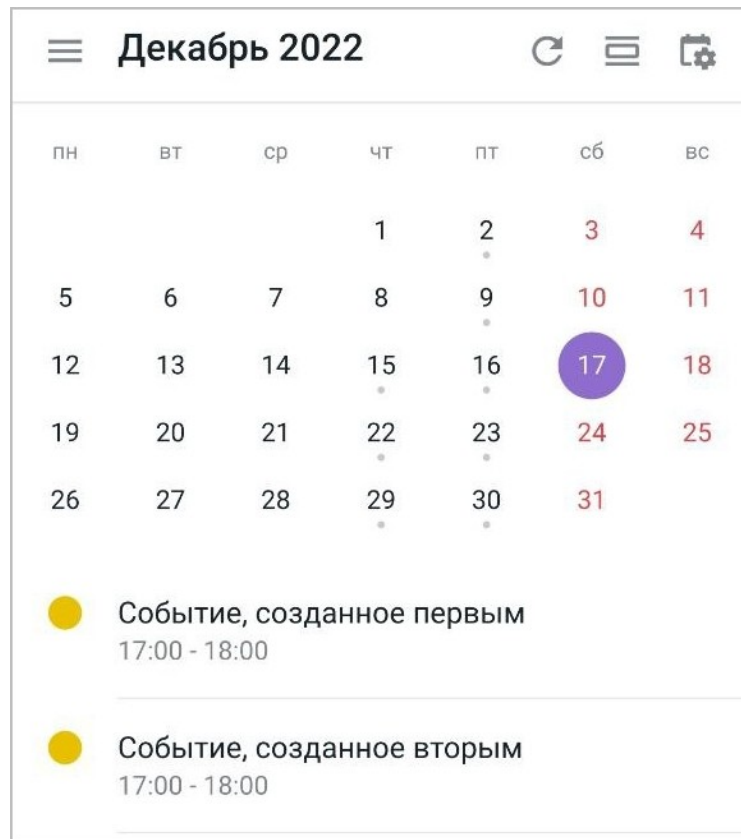 Декабрь 2022
пн вт ср чт пт сб вс
1 2 3 4
5 6 7 8 9 10 11
12 13 14 15 16 17 18
19 20 21 22 23 24 25
26 27 28 29 30 31
Событие, созданное первым
17:00 - 18:00
Событие, созданное вторым
17:00 - 18:00